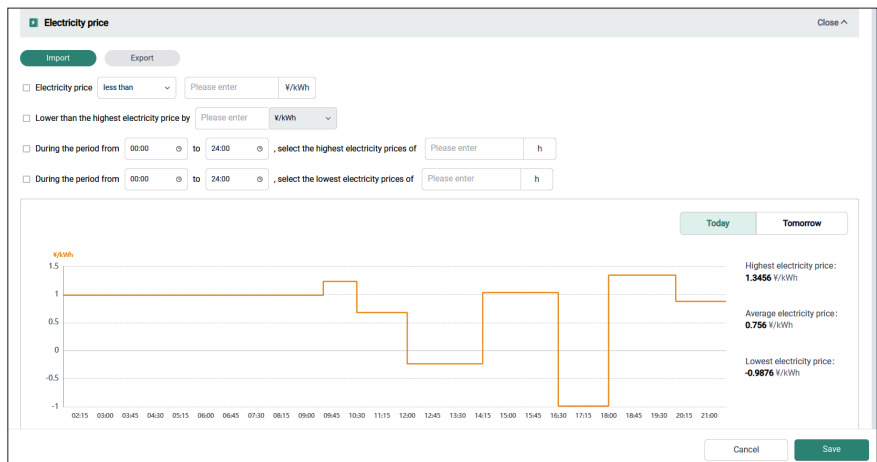 Electricity price
Close
Import
Export
Electricity price less than Please enter ¥/kWh
Lower than the highest electricity price by Please enter ¥/kWh
During the period from 00:00 to 24:00 , select the highest electricity prices of Please enter h
During the period from 00:00 to 24:00 , select the lowest electricity prices of Please enter h
Today
Tomorrow
¥/kWh
1.5
1
0.5
0
-0.5
-1
02:15 03:00 03:45 04:30 05:15 06:00 06:45 07:30 08:15 09:00 09:45 10:30 11:15 12:00 12:45 13:30 14:15 15:00 15:45 16:30 17:15 18:00 18:45 19:30 20:15 21:00
Highest electricity price:
1.3456 ¥/kWh
Average electricity price:
0.756 ¥/kWh
Lowest electricity price:
-0.9876 ¥/kWh
Cancel
Save